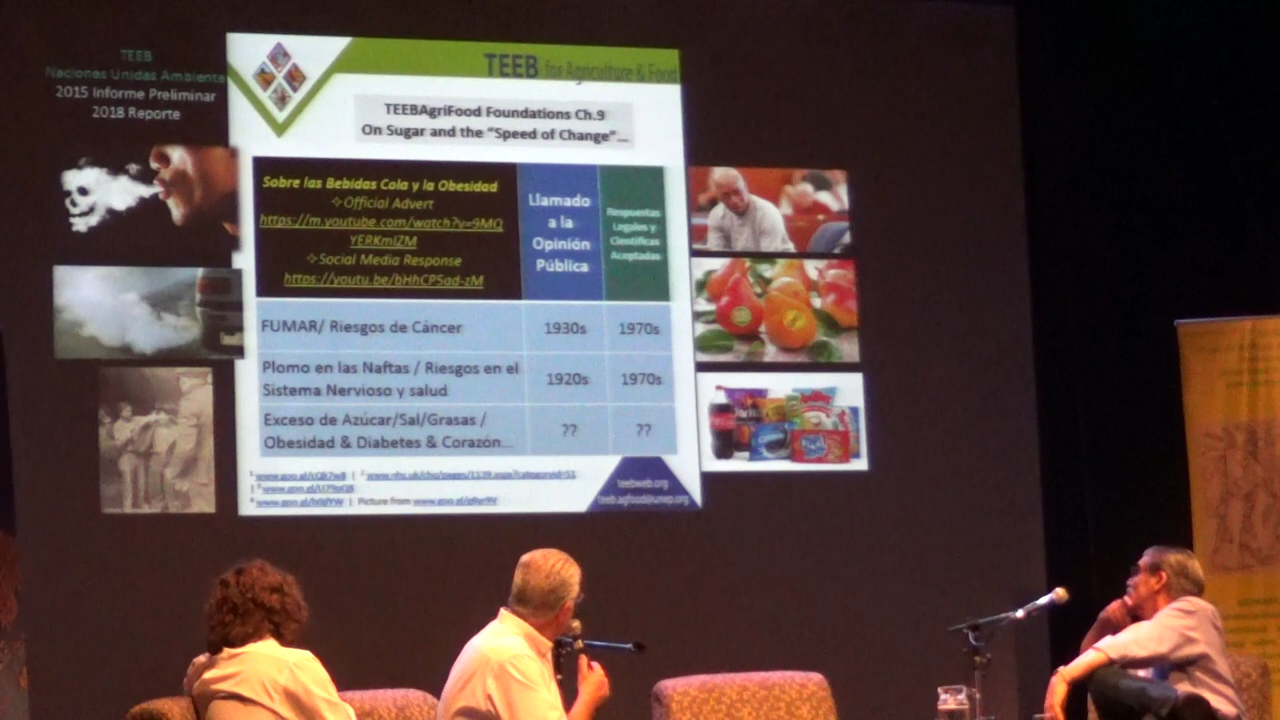 TEEB
Naciones Unidas Ambiente
2015 Informe Preliminar
2018 Reporte
TEEB for Agriculture & Food
TEEBAgriFood Foundations Ch.9
On Sugar and the "Speed of Change"...
Sobre las Bebidas Cola y la Obesidad
✧Official Advert
https://m.youtube.com/watch?v=9MQ
YERKmIZM
✧Social Media Response
https://youtu.be/bHhCP5ad-zM
Llamado
a la
Opinión
Pública
Respuestas
Legales y
Científicas
Aceptadas
FUMAR/ Riesgos de Cáncer
1930s
1970s
Plomo en las Naftas / Riesgos en el
Sistema Nervioso y salud
1920s
1970s
Exceso de Azúcar/Sal/Grasas /
Obesidad & Diabetes & Corazón...
??
??
Picture from
teebweb.org
teeb.agfood@unep.org